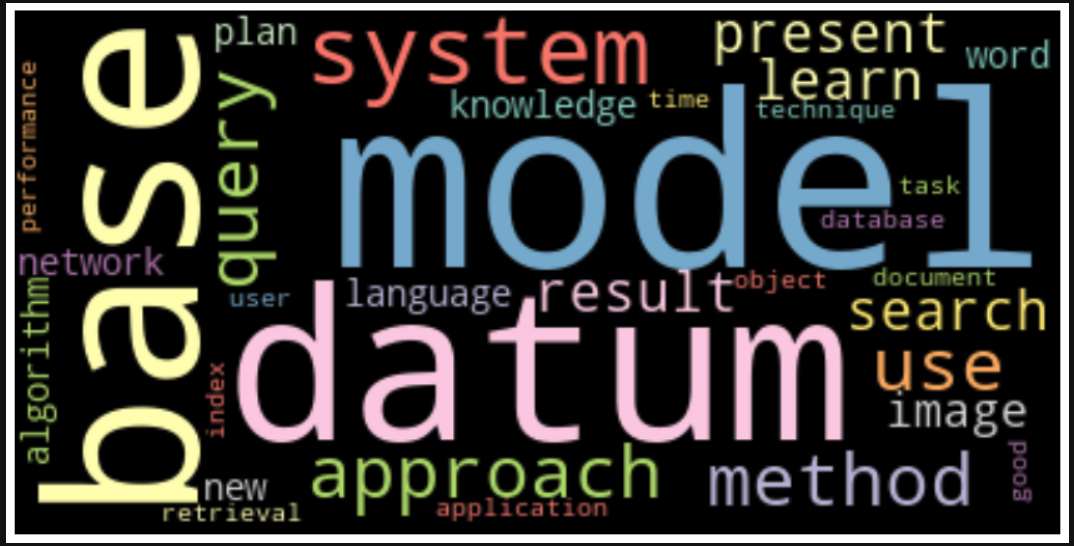 plan
system
present
word
learn
performance
base
query
knowledge
time
technique
model
task
database
network
user
language
result
object
document
algorithm
index
datum
search
use
image
approach
method
good
new
retrieval
application